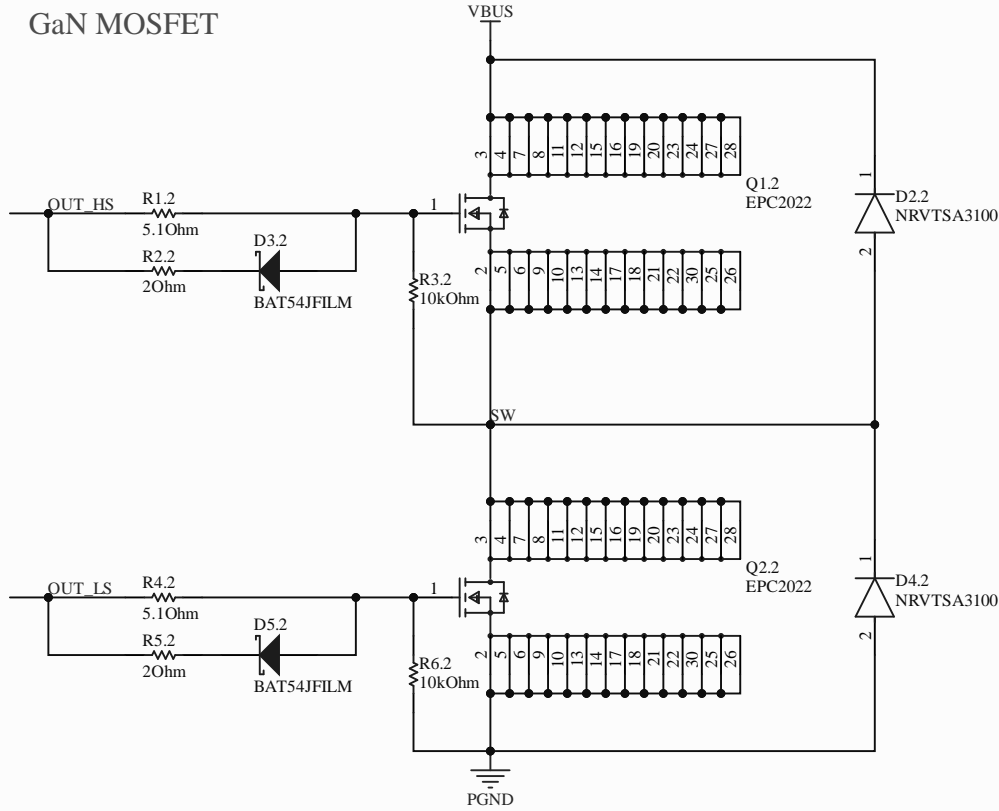 GaN MOSFET
VBUS
3 4 7 8 11 12 15 16 19 20 23 24 27 28
Q1.2
EPC2022
1
D2.2
NRVTSA3100
2
OUT_HS
R1.2
5.1Ohm
1
R2.2
2Ohm
D3.2
BAT54JFILM
R3.2
10kOhm
2 5 6 9 10 13 14 17 18 21 22 30 25 26
SW
3 4 7 8 11 12 15 16 19 20 23 24 27 28
Q2.2
EPC2022
1
D4.2
NRVTSA3100
2
OUT_LS
R4.2
5.1Ohm
1
R5.2
2Ohm
D5.2
BAT54JFILM
R6.2
10kOhm
2 5 6 9 10 13 14 17 18 21 22 30 25 26
PGND